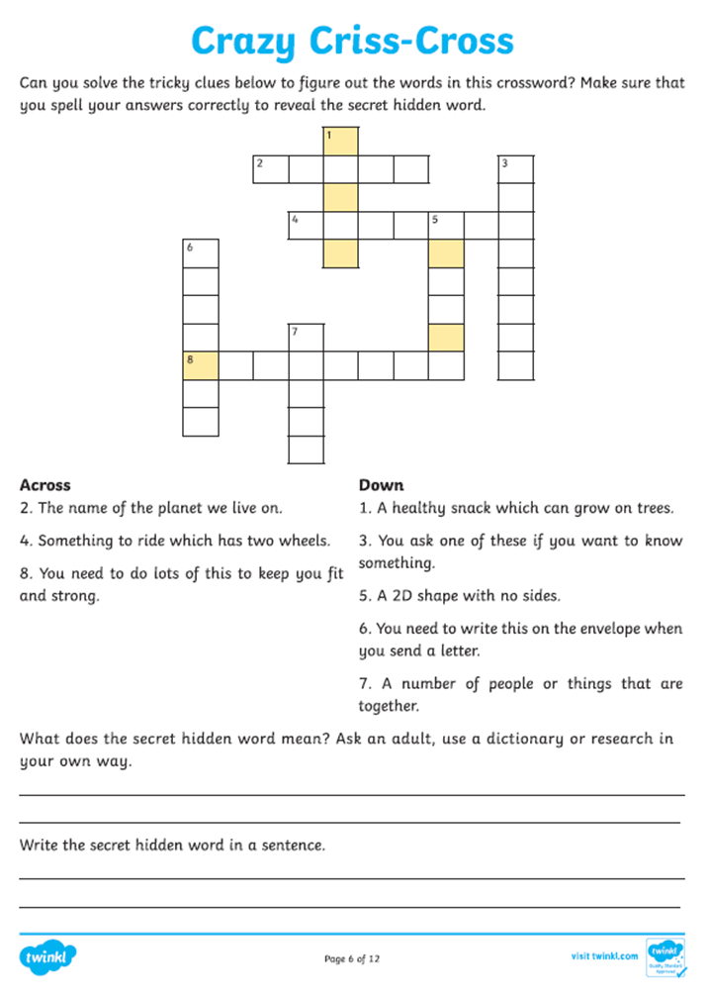 Crazy Criss-Cross
Can you solve the tricky clues below to figure out the words in this crossword? Make sure that
you spell your answers correctly to reveal the secret hidden word.
1
2
3
4
5
6
7
8
Across
2. The name of the planet we live on.
4. Something to ride which has two wheels.
8. You need to do lots of this to keep you fit
and strong.
Down
1. A healthy snack which can grow on trees.
3. You ask one of these if you want to know
something.
5. A 2D shape with no sides.
6. You need to write this on the envelope when
you send a letter.
7. A number of people or things that are
together.
What does the secret hidden word mean? Ask an adult, use a dictionary or research in
your own way.
Write the secret hidden word in a sentence.
twinkl
Page 6 of 12
visit twinkl.com
twinkl
Quality Standard
Approved